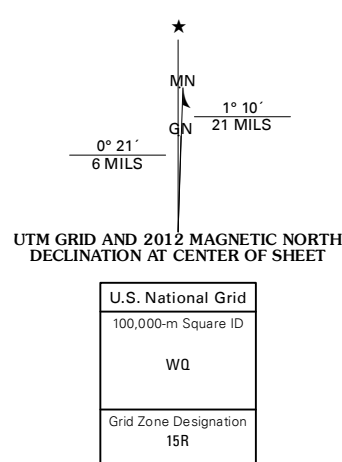 ★
MN
1° 10´
21 MILS
GN
0° 21´
6 MILS
UTM GRID AND 2012 MAGNETIC NORTH
DECLINATION AT CENTER OF SHEET
U.S. National Grid
100,000-m Square ID
WQ
Grid Zone Designation
15R